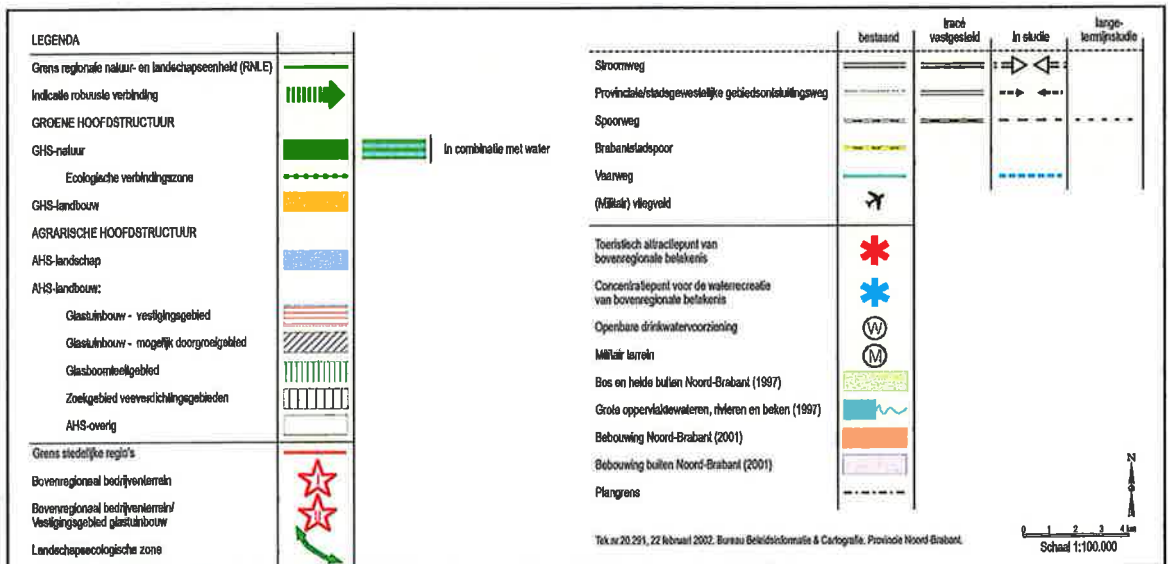 LEGENDA
Grens regionale natuur- en landschapseenheid (RNLE)
Indicatie robuuste verbinding
GROENE HOOFDSTRUCTUUR
GHS-natuur
In combinatie met water
Ecologische verbindingszone
GHS-landbouw
AGRARISCHE HOOFDSTRUCTUUR
AHS-landschap
AHS-landbouw:
Glastuinbouw - vestigingsgebied
Glastuinbouw - mogelijk doorgroeigebied
Glasboomteeltgebied
Zoekgebied veeverdichtingsgebieden
AHS-overig
Grens stedelijke regio's
Bovenregionaal bedrijventerrein
I
Bovenregionaal bedrijventerrein/
Vestigingsgebied glastuinbouw
II
Landschapsecologische zone
bestaand
tracé
vastgesteld
in studie
lange-
termijnstudie
Stroomweg
Provinciale/stadsgewestelijke gebiedsontsluitingsweg
Spoorweg
Brabantstadspoor
Vaarweg
(Militair) vliegveld
Toeristisch attractiepunt van
bovenregionale betekenis
Concentratiepunt voor de waterrecreatie
van bovenregionale betekenis
Openbare drinkwatervoorziening
W
Militair terrein
M
Bos en heide buiten Noord-Brabant (1997)
Grote oppervlaktewateren, rivieren en beken (1997)
Bebouwing Noord-Brabant (2001)
Bebouwing buiten Noord-Brabant (2001)
Plangrens
N
0 1 2 3 4 km
Schaal 1:100.000
Tek.nr.20.291, 22 februari 2002. Bureau Beleidsinformatie & Cartografie. Provincie Noord-Brabant.